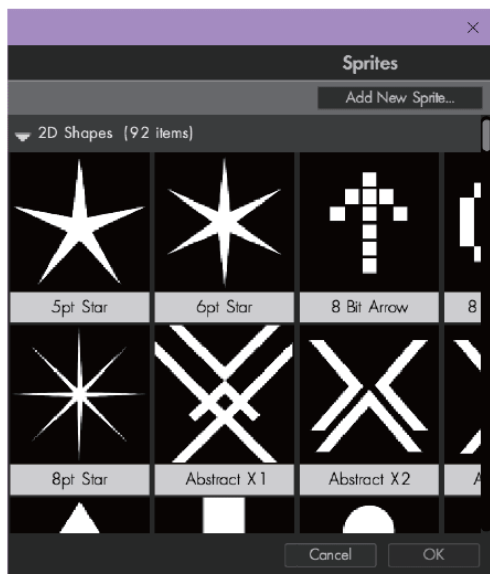 Sprites
Add New Sprite...
2D Shapes (92 items)
5pt Star
6pt Star
8 Bit Arrow
8
8pt Star
Abstract X1
Abstract X2
A
Cancel
OK